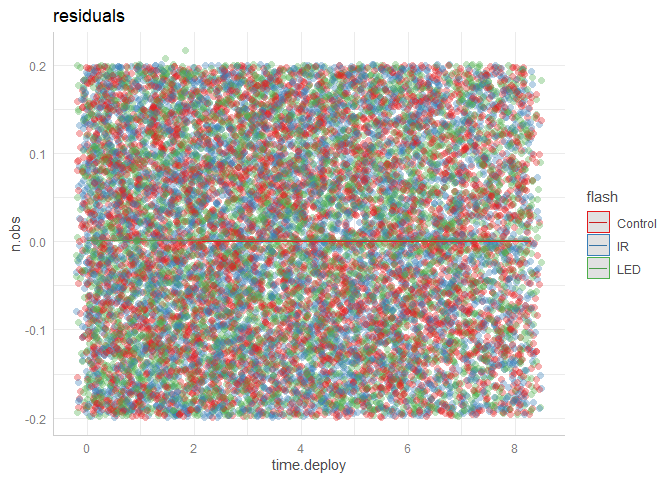 residuals
n.obs
0.2
0.1
0.0
-0.1
-0.2
0
2
4
6
8
time.deploy
flash
Control
IR
LED